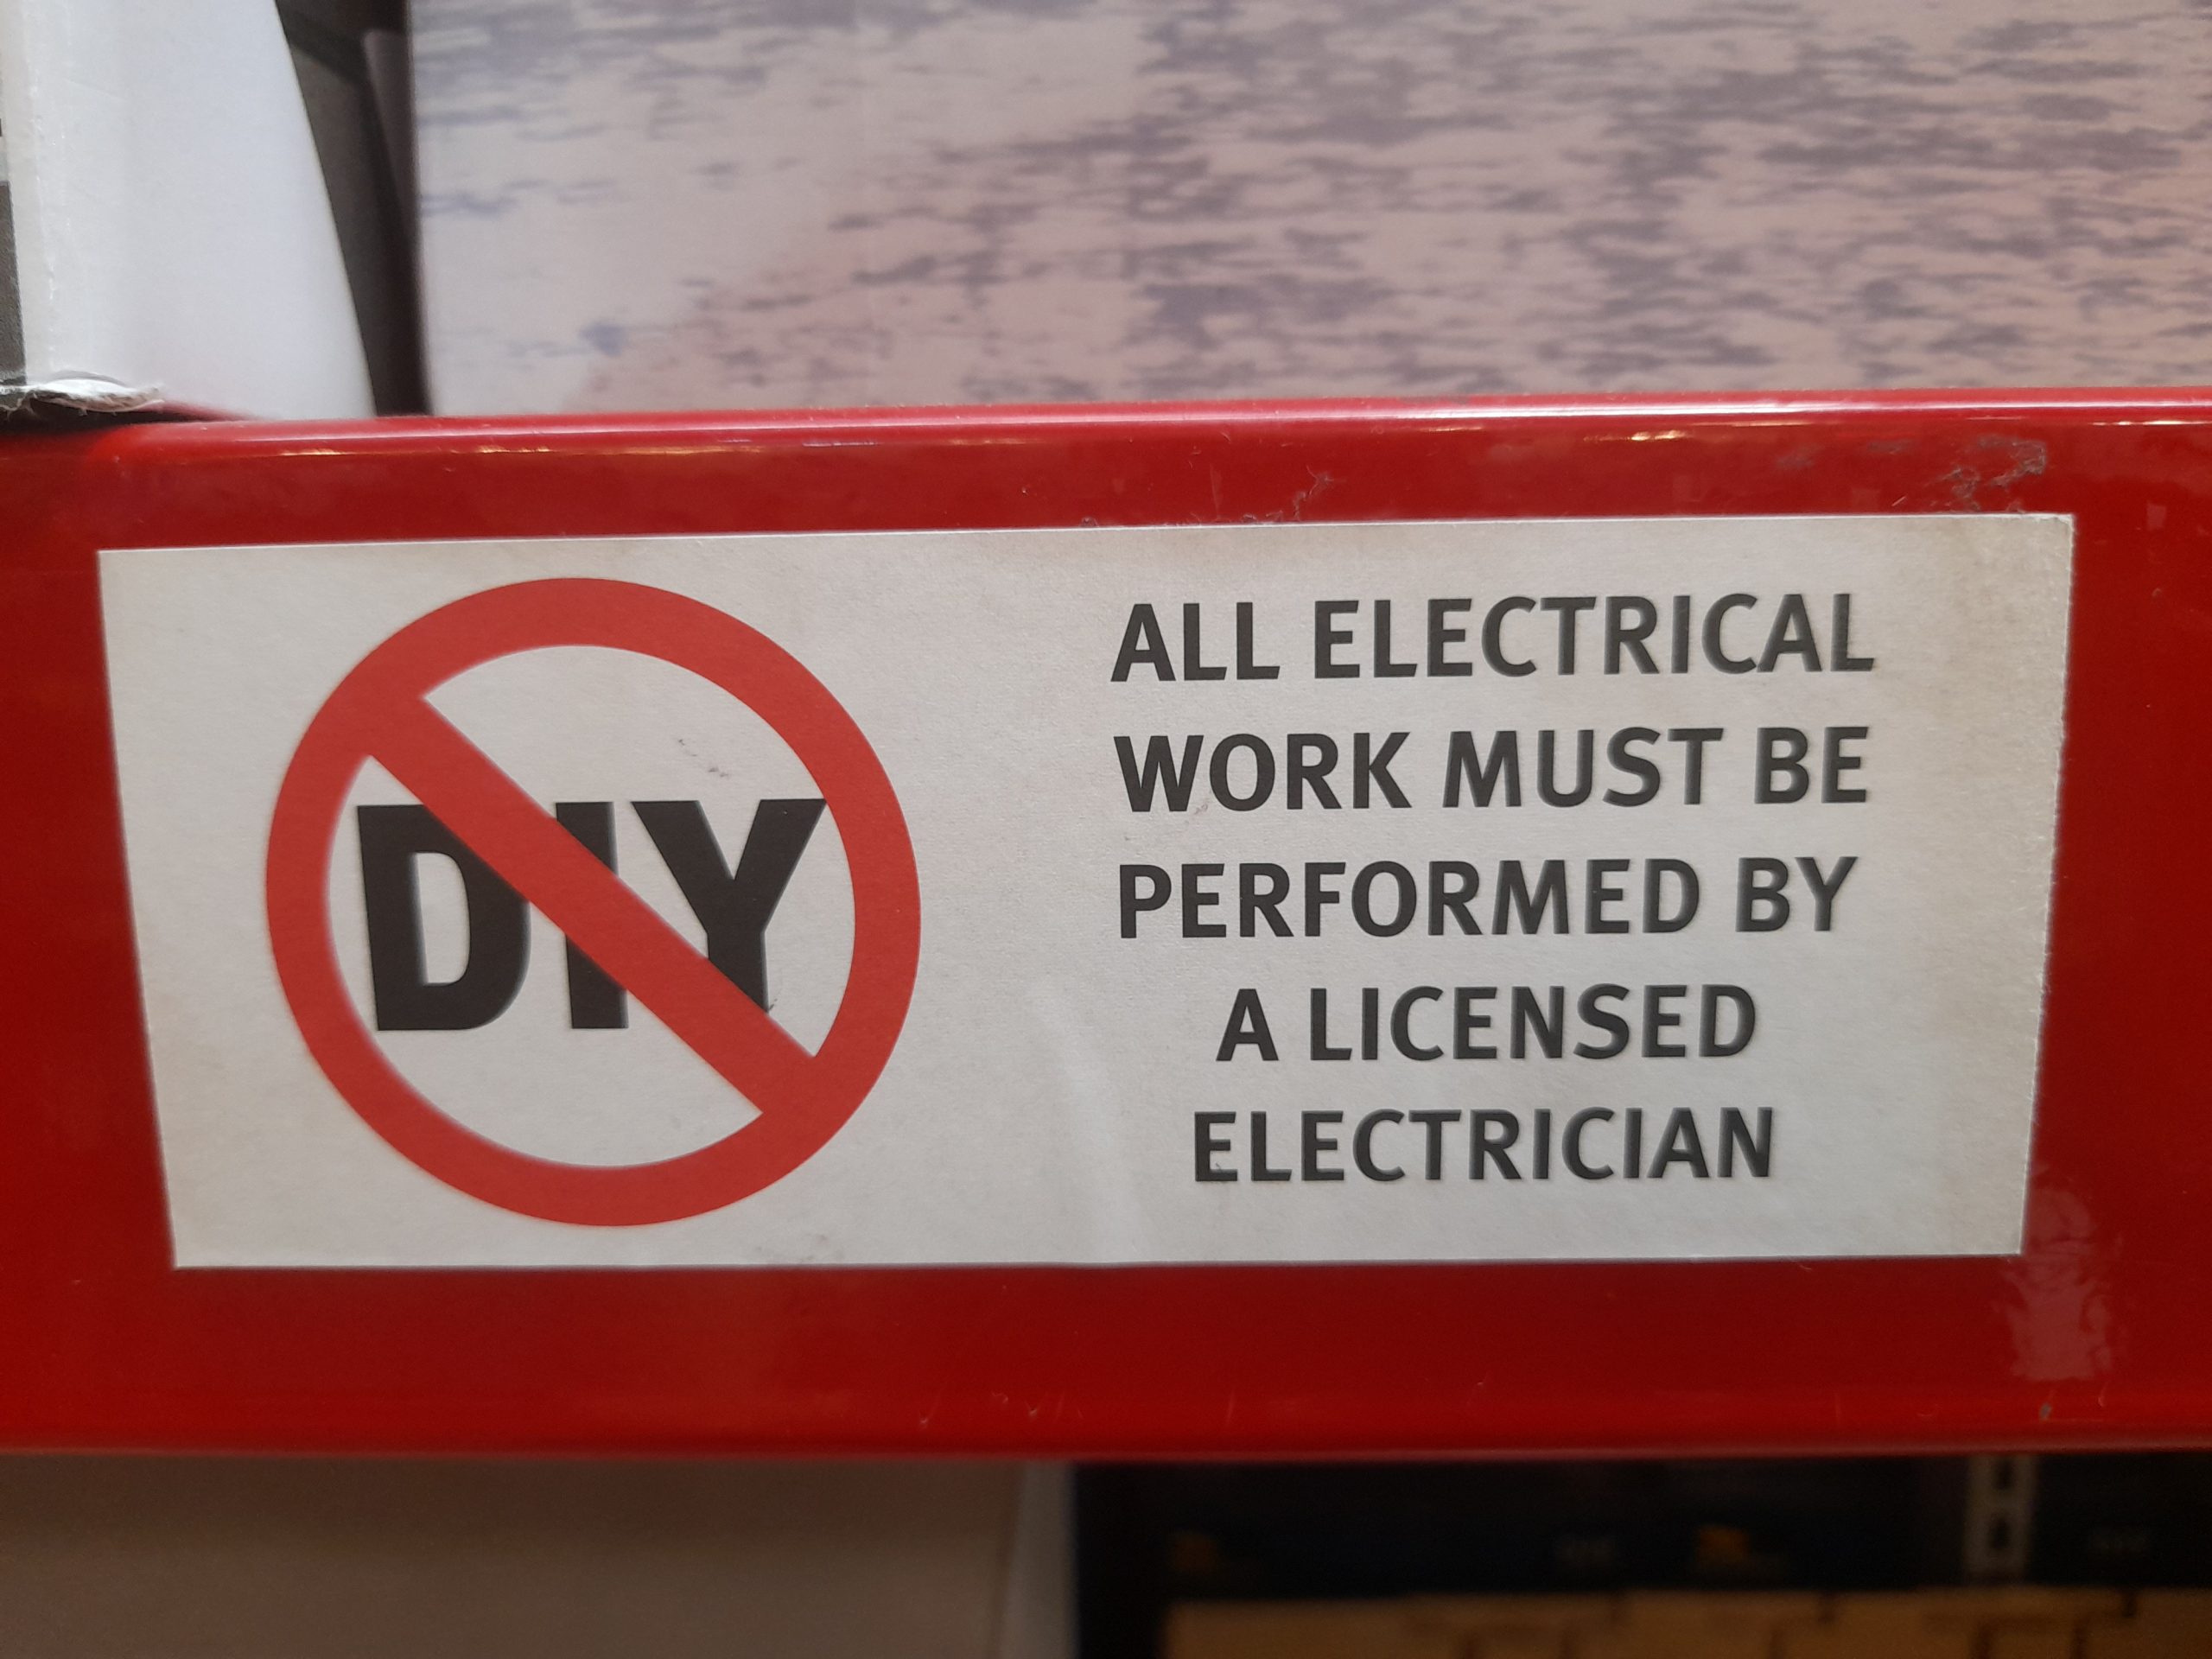 DIY
ALL ELECTRICAL
WORK MUST BE
PERFORMED BY
A LICENSED
ELECTRICIAN